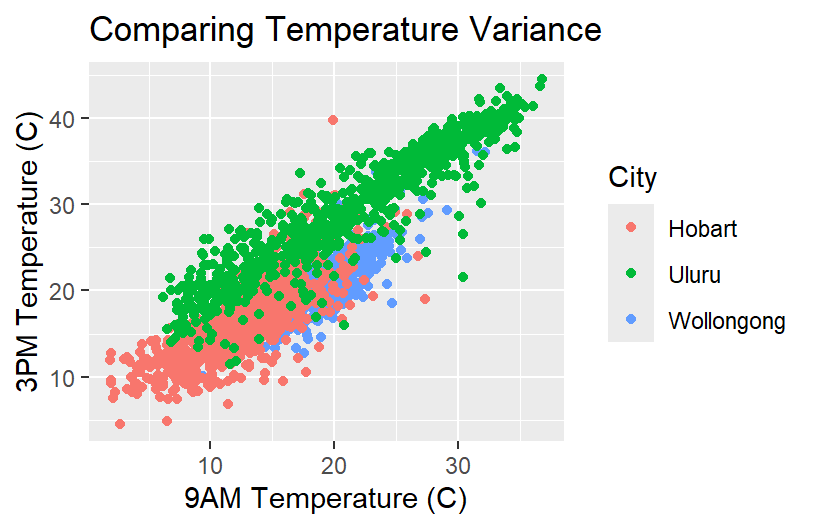 Comparing Temperature Variance
3PM Temperature (C)
40
30
20
10
10 20 30
9AM Temperature (C)
City
Hobart
Uluru
Wollongong